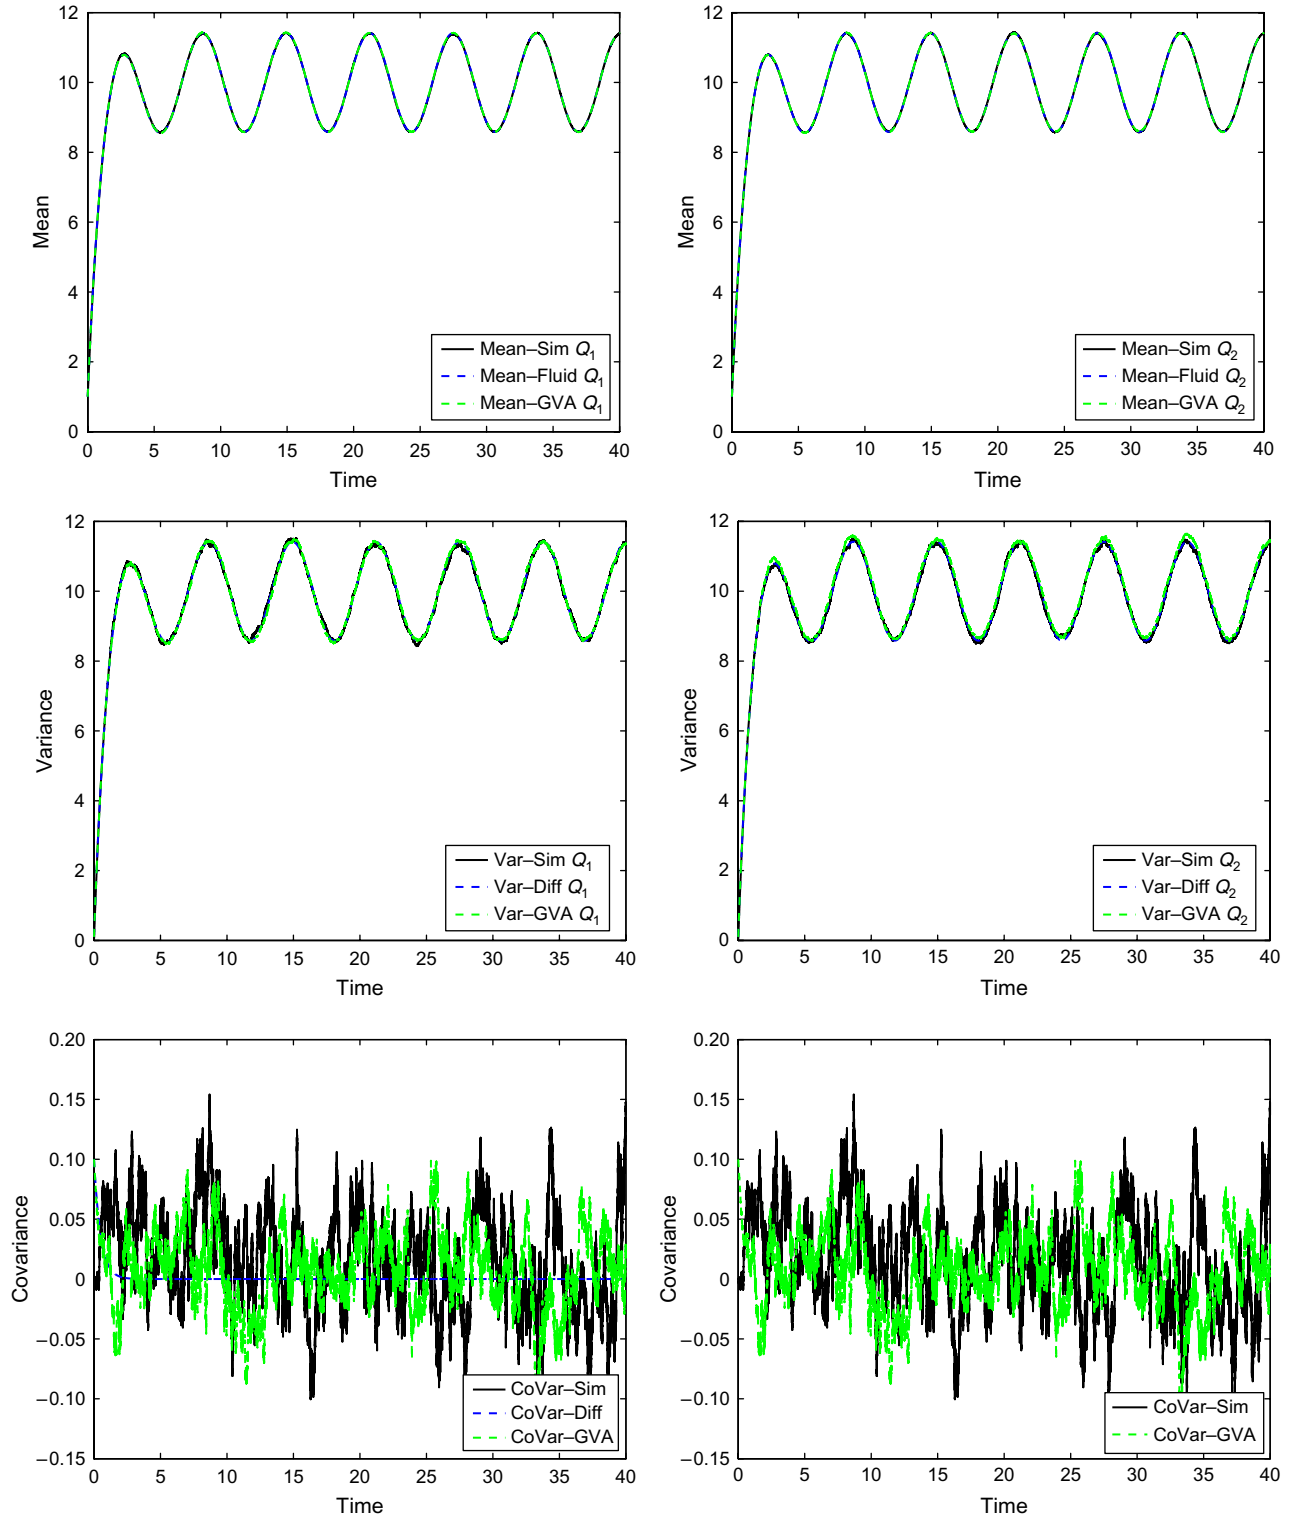 12
10
8
6
4
2
0
Mean
Mean–Sim Q1
Mean–Fluid Q1
Mean–GVA Q1
0 5 10 15 20 25 30 35 40
Time
12
10
8
6
4
2
0
Mean
Mean–Sim Q2
Mean–Fluid Q2
Mean–GVA Q2
0 5 10 15 20 25 30 35 40
Time
12
10
8
6
4
2
0
Variance
Var–Sim Q1
Var–Diff Q1
Var–GVA Q1
0 5 10 15 20 25 30 35 40
Time
12
10
8
6
4
2
0
Variance
Var–Sim Q2
Var–Diff Q2
Var–GVA Q2
0 5 10 15 20 25 30 35 40
Time
0.20
0.15
0.10
0.05
0
−0.05
−0.10
−0.15
Covariance
CoVar–Sim
CoVar–Diff
CoVar–GVA
0 5 10 15 20 25 30 35 40
Time
0.20
0.15
0.10
0.05
0
−0.05
−0.10
−0.15
Covariance
CoVar–Sim
CoVar–GVA
0 5 10 15 20 25 30 35 40
Time